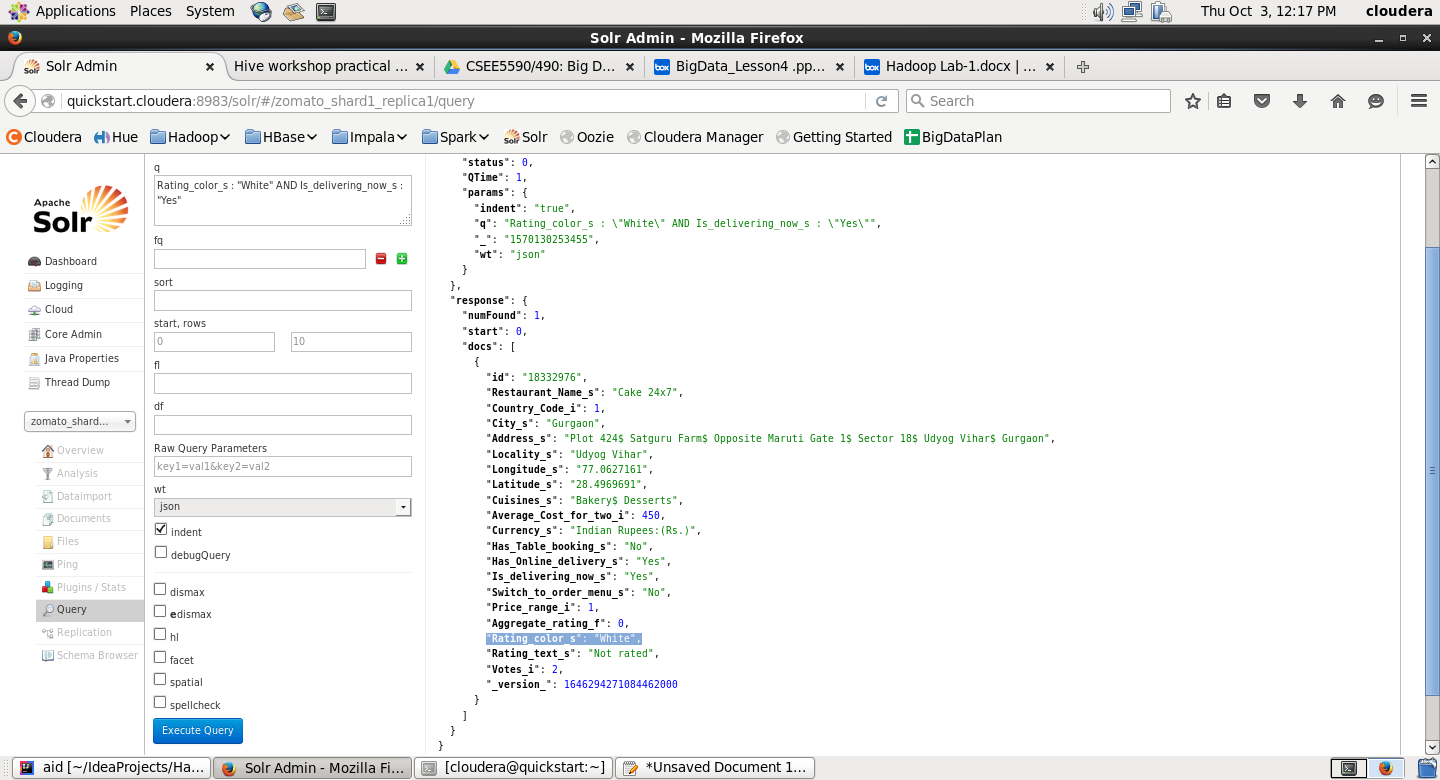 Applications Places System Thu Oct 3, 12:17 PM cloudera
Solr Admin - Mozilla Firefox
Solr Admin Hive workshop practical ... CSEE5590/490: Big D... BigData_Lesson4 .pp... Hadoop Lab-1.docx | ...
quickstart.cloudera:8983/solr/#/zomato_shard1_replica1/query Search
Cloudera Hue Hadoop HBase Impala Spark Solr Oozie Cloudera Manager Getting Started BigDataPlan
Apache
Solr
Dashboard
Logging
Cloud
Core Admin
Java Properties
Thread Dump
zomato_shard...
Overview
Analysis
Dataimport
Documents
Files
Ping
Plugins / Stats
Query
Replication
Schema Browser
q
Rating_color_s : "White" AND Is_delivering_now_s :
"Yes"
fq
sort
start, rows
0 10
fl
df
Raw Query Parameters
key1=val1&key2=val2
wt
json
indent
debugQuery
dismax
edismax
hl
facet
spatial
spellcheck
Execute Query
"status": 0,
"QTime": 1,
"params": {
"indent": "true",
"q": "Rating_color_s : \"White\" AND Is_delivering_now_s : \"Yes\"",
"_": "1570130253455",
"wt": "json"
}
},
"response": {
"numFound": 1,
"start": 0,
"docs": [
{
"id": "18332976",
"Restaurant_Name_s": "Cake 24x7",
"Country_Code_i": 1,
"City_s": "Gurgaon",
"Address_s": "Plot 424$ Satguru Farm$ Opposite Maruti Gate 1$ Sector 18$ Udyog Vihar$ Gurgaon",
"Locality_s": "Udyog Vihar",
"Longitude_s": "77.0627161",
"Latitude_s": "28.4969691",
"Cuisines_s": "Bakery$ Desserts",
"Average_Cost_for_two_i": 450,
"Currency_s": "Indian Rupees:(Rs.)",
"Has_Table_booking_s": "No",
"Has_Online_delivery_s": "Yes",
"Is_delivering_now_s": "Yes",
"Switch_to_order_menu_s": "No",
"Price_range_i": 1,
"Aggregate_rating_f": 0,
"Rating_color_s": "White",
"Rating_text_s": "Not rated",
"Votes_i": 2,
"_version_": 1646294271084462000
}
]
}
}
aid [~/IdeaProjects/Ha... Solr Admin - Mozilla Fi... [cloudera@quickstart:~] *Unsaved Document 1...